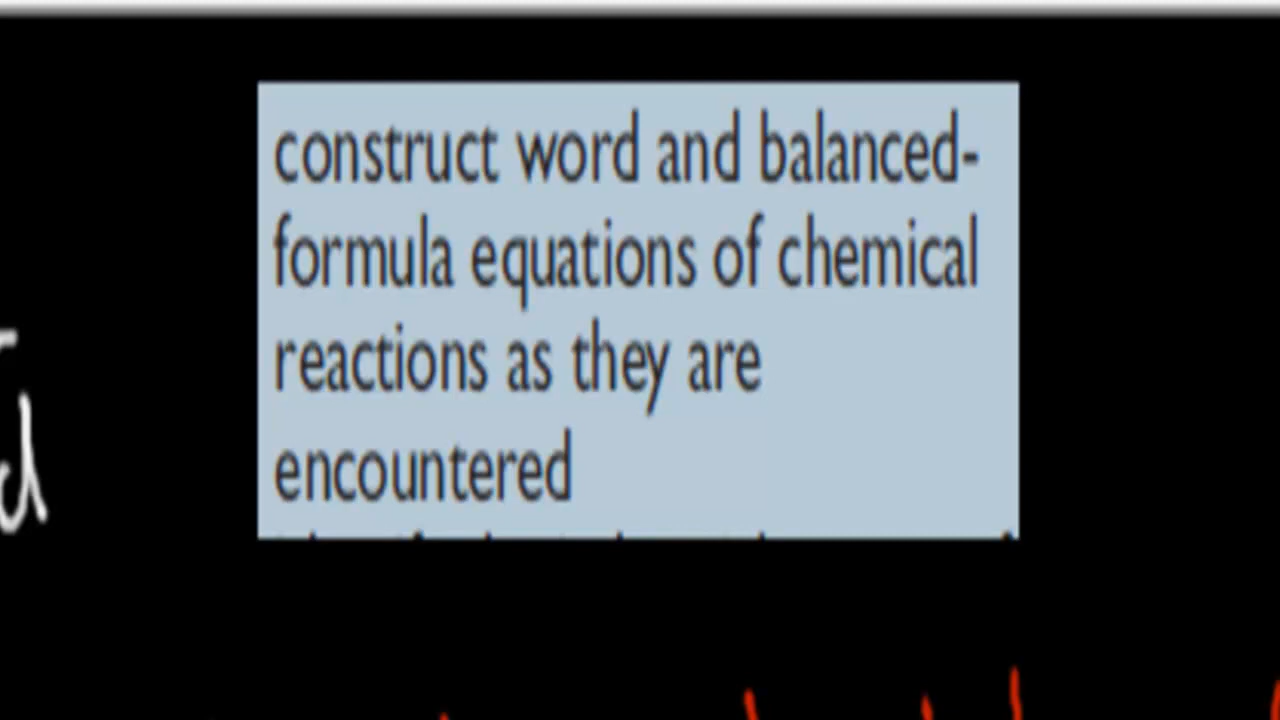 construct word and balanced-
formula equations of chemical
reactions as they are
encountered